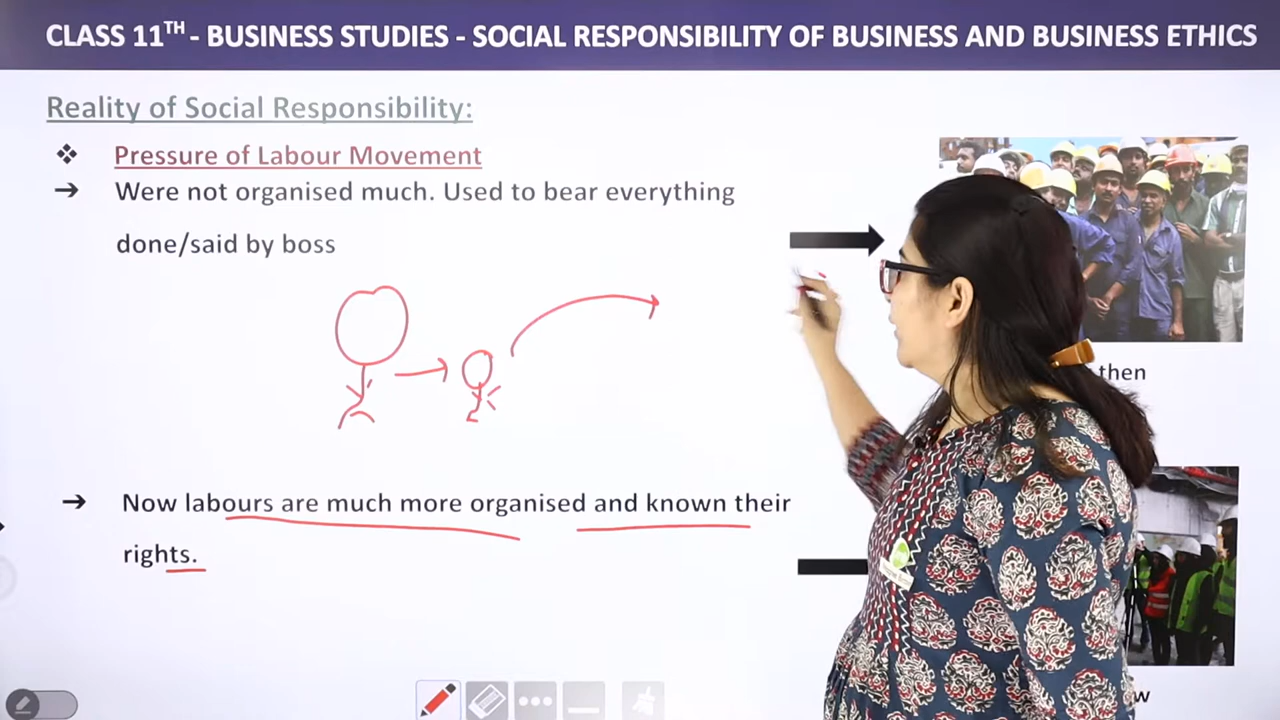 CLASS 11TH - BUSINESS STUDIES - SOCIAL RESPONSIBILITY OF BUSINESS AND BUSINESS ETHICS
Reality of Social Responsibility:
❖ Pressure of Labour Movement
→ Were not organised much. Used to bear everything
done/said by boss
then
→ Now labours are much more organised and known their
rights.